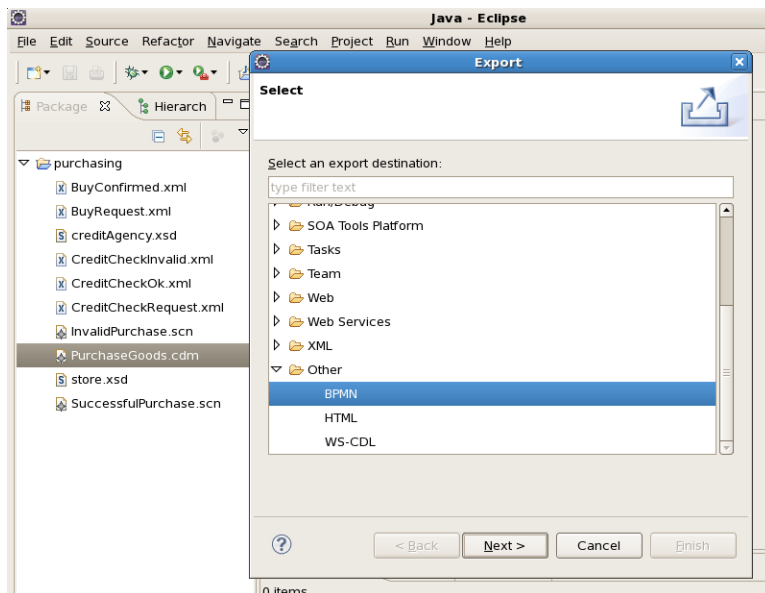 Java - Eclipse
File Edit Source Refactor Navigate Search Project Run Window Help
Export
Package Hierarch
Select
Select an export destination:
type filter text
purchasing
BuyConfirmed.xml
BuyRequest.xml
creditAgency.xsd
CreditCheckInvalid.xml
CreditCheckOk.xml
CreditCheckRequest.xml
InvalidPurchase.scn
PurchaseGoods.cdm
store.xsd
SuccessfulPurchase.scn
Run/Debug
SOA Tools Platform
Tasks
Team
Web
Web Services
XML
Other
BPMN
HTML
WS-CDL
< Back Next > Cancel Finish
0 items